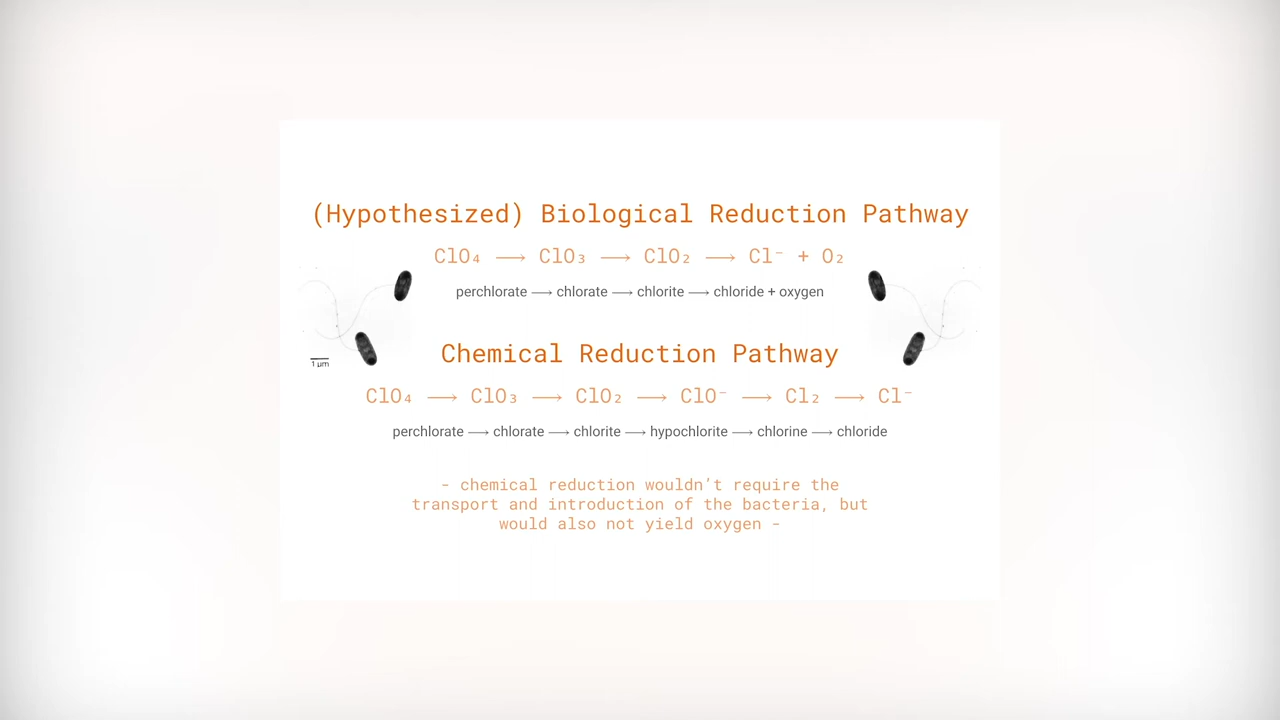 (Hypothesized) Biological Reduction Pathway
ClO₄ ⟶ ClO₃ ⟶ ClO₂ ⟶ Cl⁻ + O₂
perchlorate ⟶ chlorate ⟶ chlorite ⟶ chloride + oxygen
1 μm
Chemical Reduction Pathway
ClO₄ ⟶ ClO₃ ⟶ ClO₂ ⟶ ClO⁻ ⟶ Cl₂ ⟶ Cl⁻
perchlorate ⟶ chlorate ⟶ chlorite ⟶ hypochlorite ⟶ chlorine ⟶ chloride
- chemical reduction wouldn’t require the
transport and introduction of the bacteria, but
would also not yield oxygen -